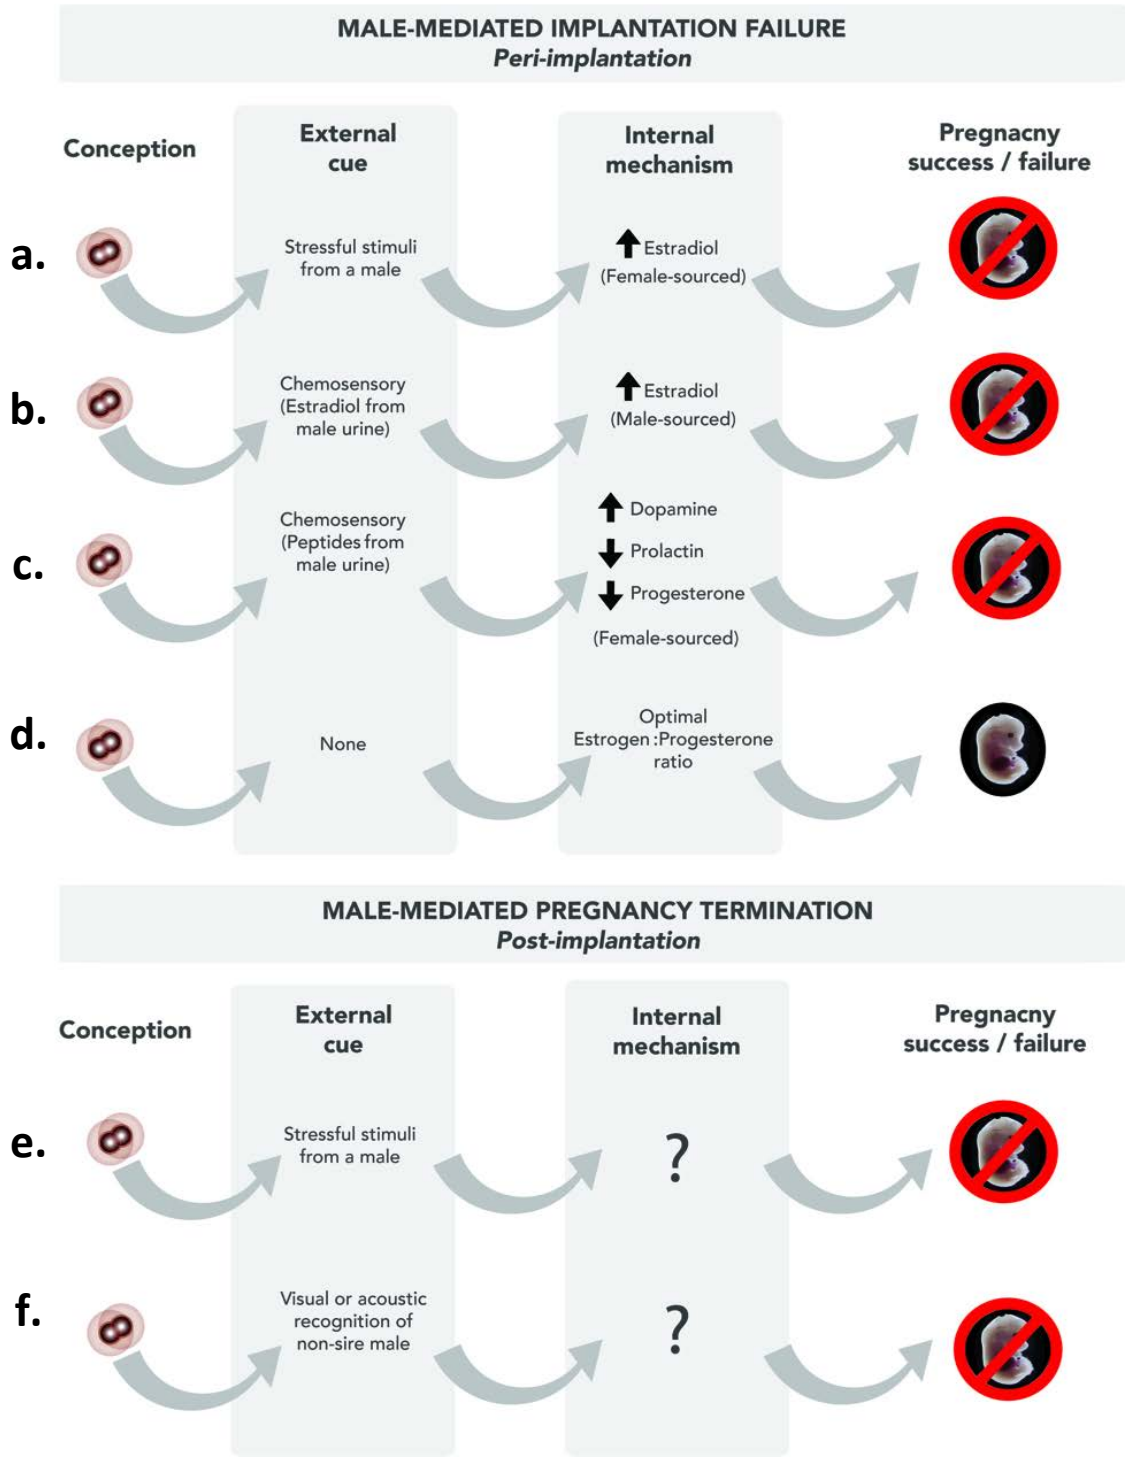 MALE-MEDIATED IMPLANTATION FAILURE
Peri-implantation
Conception
External
cue
Internal
mechanism
Pregnacny
success / failure
a.
Stressful stimuli
from a male
Estradiol
(Female-sourced)
b.
Chemosensory
(Estradiol from
male urine)
Estradiol
(Male-sourced)
c.
Chemosensory
(Peptides from
male urine)
Dopamine
Prolactin
Progesterone
(Female-sourced)
d.
None
Optimal
Estrogen:Progesterone
ratio
MALE-MEDIATED PREGNANCY TERMINATION
Post-implantation
Conception
External
cue
Internal
mechanism
Pregnacny
success / failure
e.
Stressful stimuli
from a male
?
f.
Visual or acoustic
recognition of
non-sire male
?